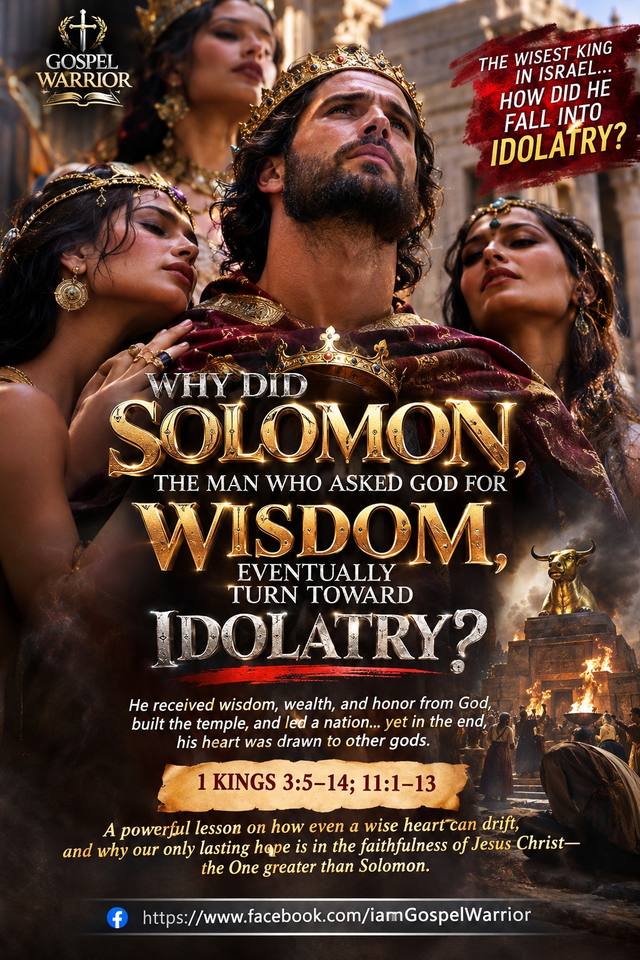 GOSPEL
WARRIOR
THE WISEST KING
IN ISRAEL...
HOW DID HE
FALL INTO
IDOLATRY?
WHY DID
SOLOMON,
THE MAN WHO ASKED GOD FOR
WISDOM,
EVENTUALLY
TURN TOWARD
IDOLATRY?
He received wisdom, wealth, and honor from God,
built the temple, and led a nation... yet in the end,
his heart was drawn to other gods.
1 KINGS 3:5–14; 11:1–13
A powerful lesson on how even a wise heart can drift,
and why our only lasting hope is in the faithfulness of Jesus Christ—
the One greater than Solomon.
f https://www.facebook.com/iamGospelWarrior